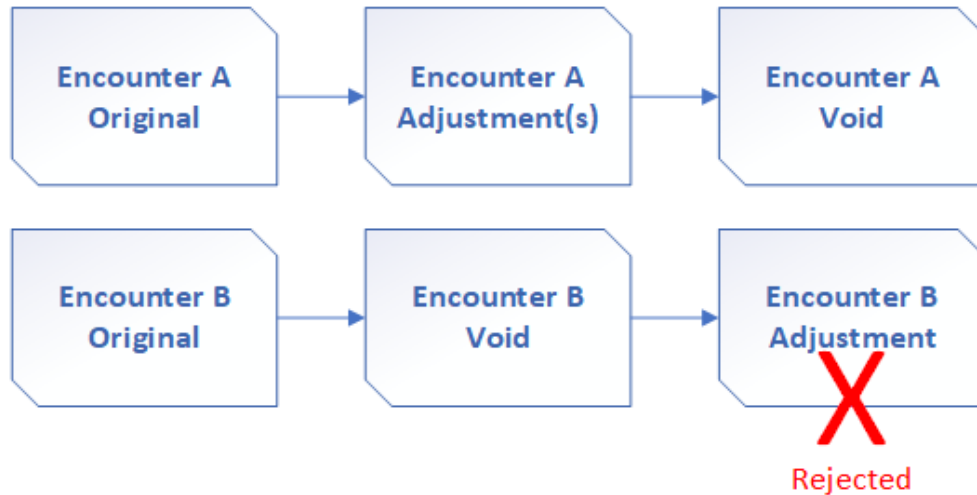 Encounter A
Original
Encounter A
Adjustment(s)
Encounter A
Void
Encounter B
Original
Encounter B
Void
Encounter B
Adjustment
X
Rejected